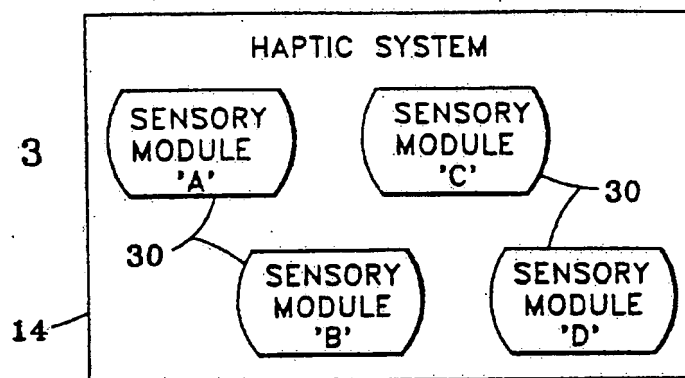 HAPTIC SYSTEM
SENSORY
MODULE
'A'
SENSORY
MODULE
'C'
3
30
30
SENSORY
MODULE
'B'
SENSORY
MODULE
'D'
14